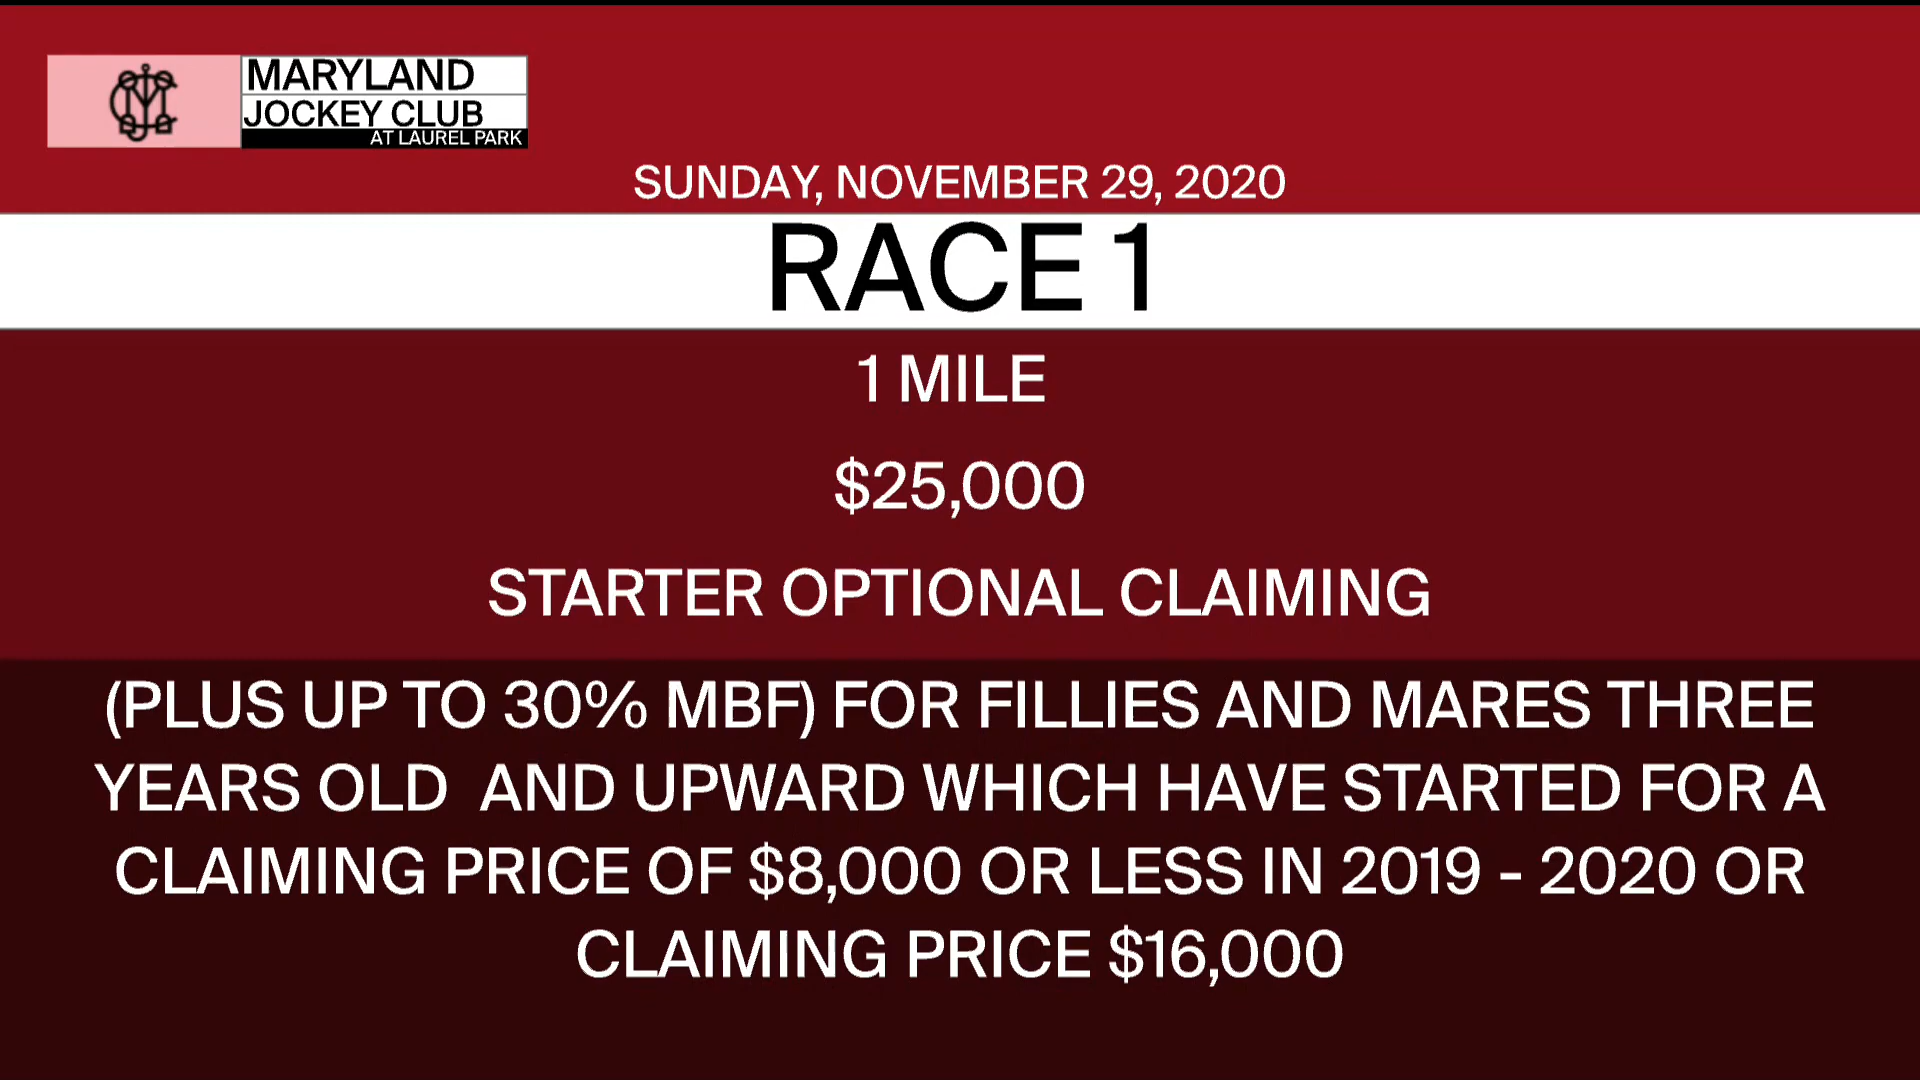 MARYLAND
JOCKEY CLUB
AT LAUREL PARK
SUNDAY, NOVEMBER 29, 2020
RACE 1
1 MILE
$25,000
STARTER OPTIONAL CLAIMING
(PLUS UP TO 30% MBF) FOR FILLIES AND MARES THREE
YEARS OLD  AND UPWARD WHICH HAVE STARTED FOR A
CLAIMING PRICE OF $8,000 OR LESS IN 2019 - 2020 OR
CLAIMING PRICE $16,000